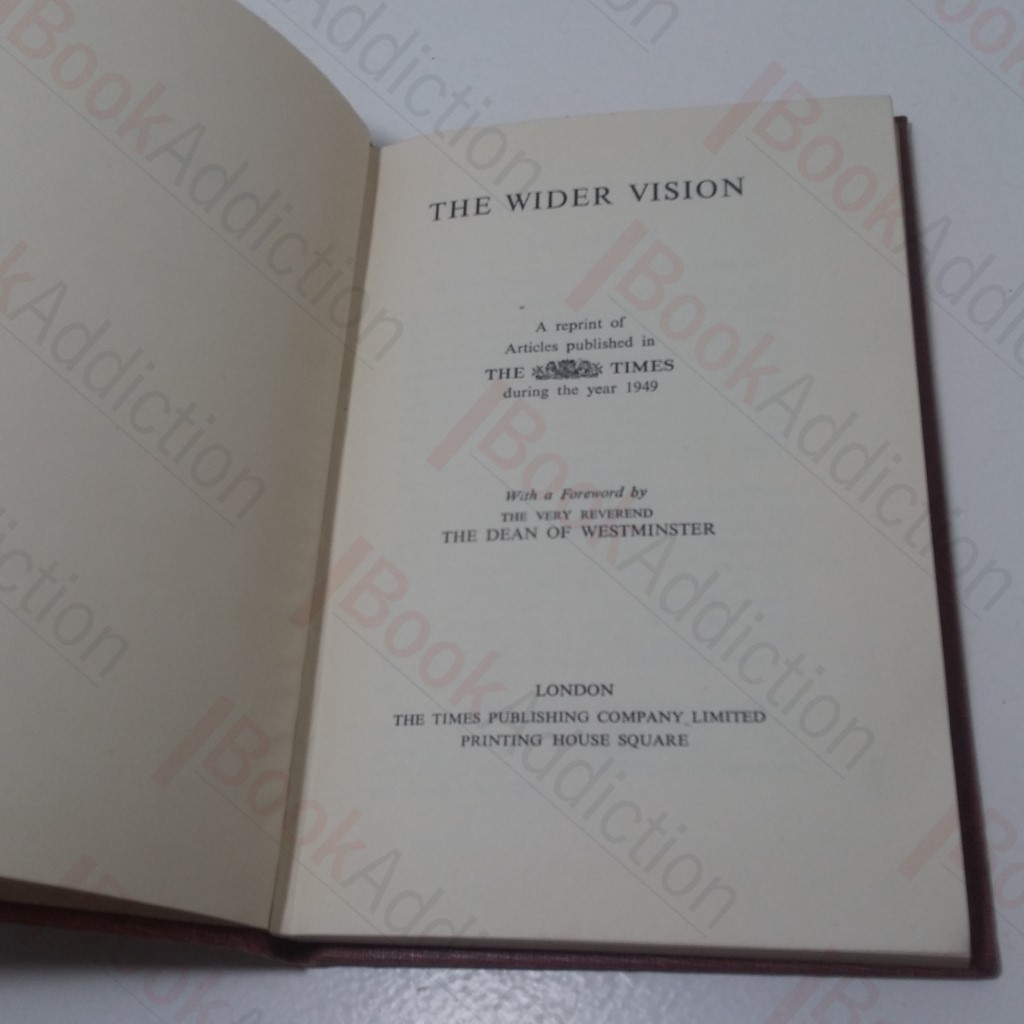 THE WIDER VISION
A reprint of
Articles published in
THE TIMES
during the year 1949
With a Foreword by
THE VERY REVEREND
THE DEAN OF WESTMINSTER
LONDON
THE TIMES PUBLISHING COMPANY LIMITED
PRINTING HOUSE SQUARE
BookAddiction